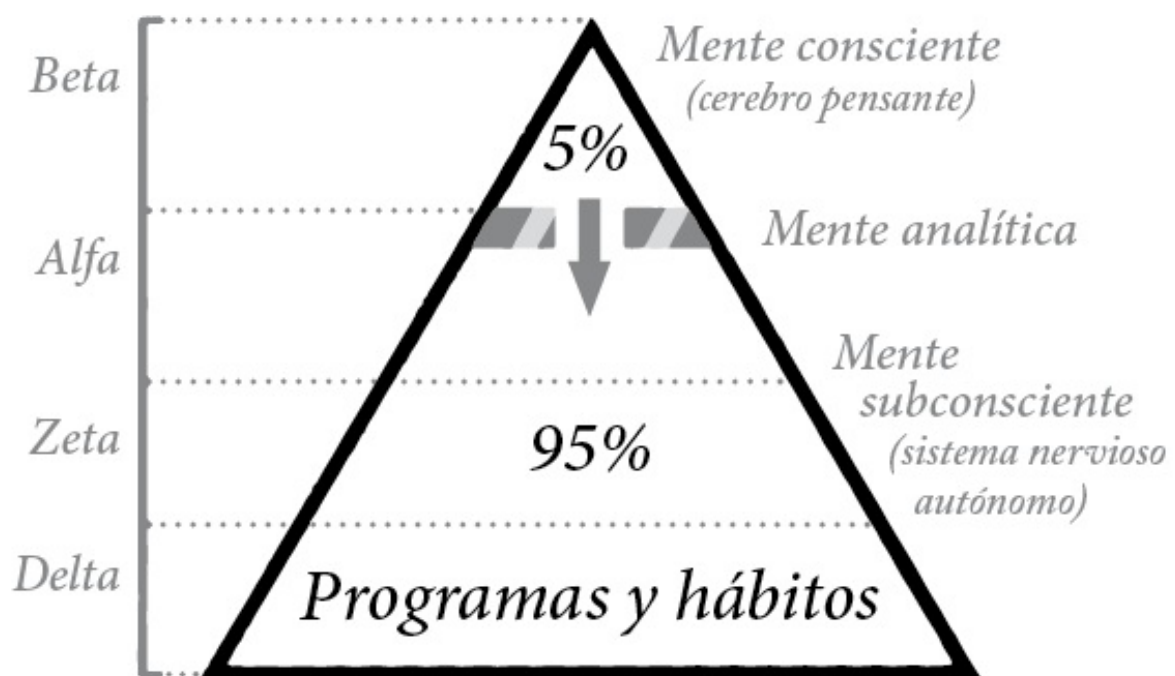 Beta
Mente consciente
(cerebro pensante)
5%
Alfa
Mente analítica
Mente
subconsciente
(sistema nervioso
autónomo)
Zeta
95%
Delta
Programas y hábitos